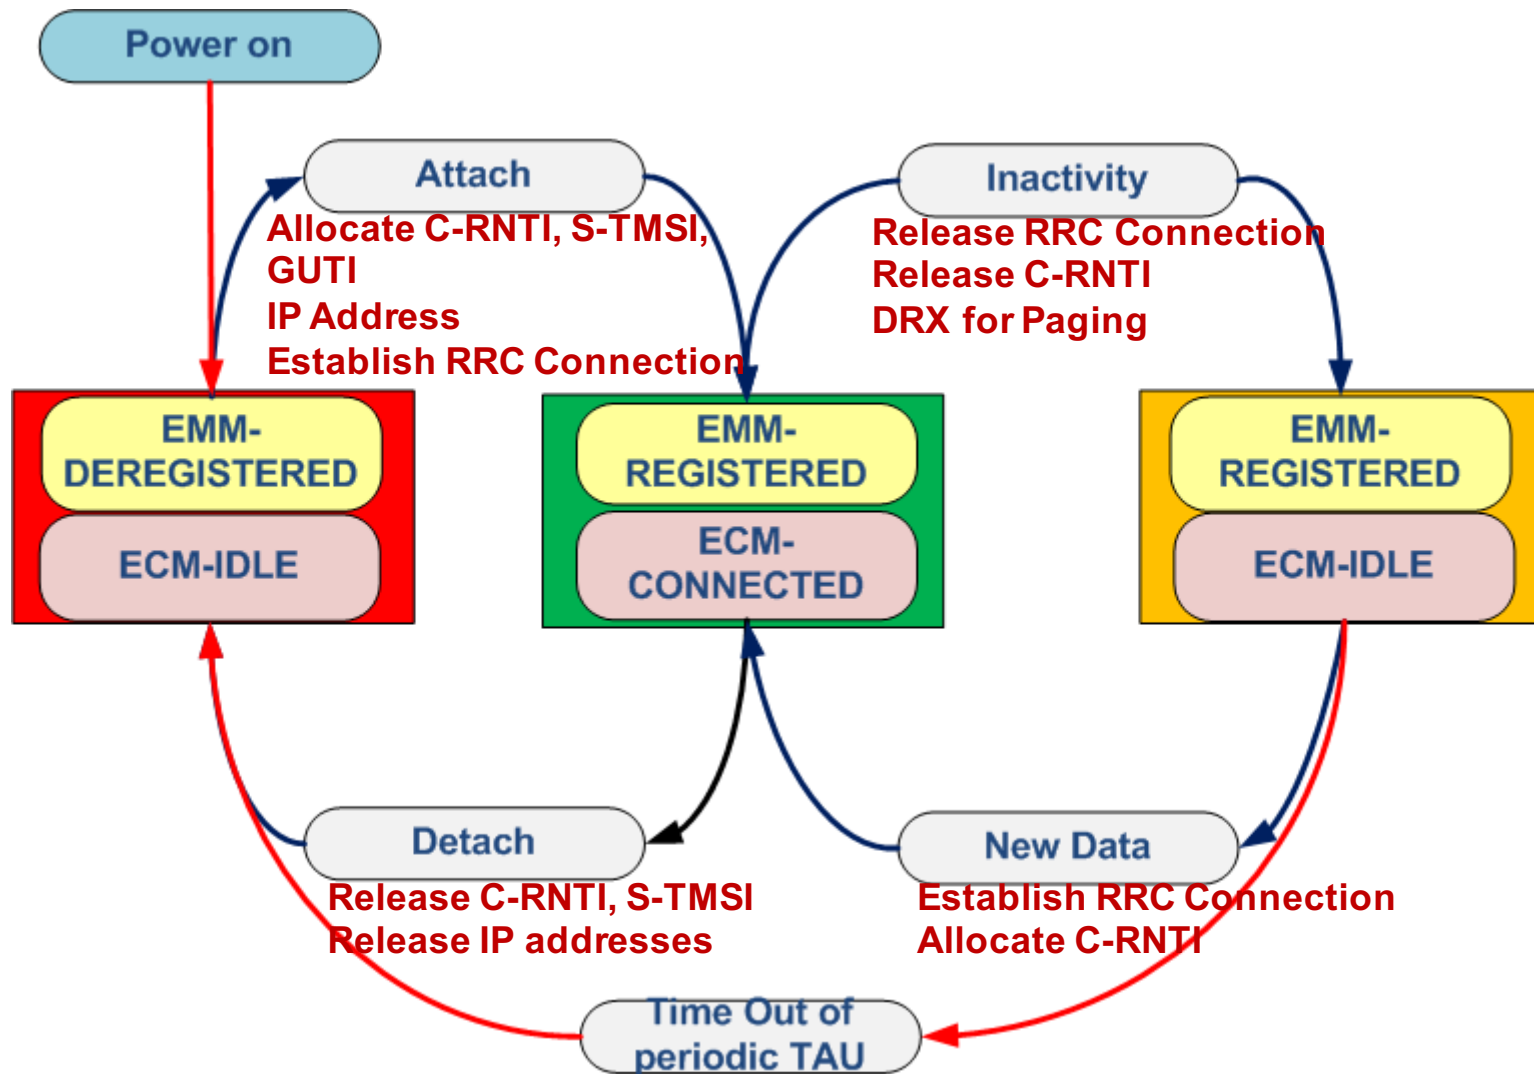 Power on
Attach
Allocate C-RNTI, S-TMSI,
GUTI
IP Address
Establish RRC Connection
Inactivity
Release RRC Connection
Release C-RNTI
DRX for Paging
EMM-
DEREGISTERED
ECM-IDLE
EMM-
REGISTERED
ECM-
CONNECTED
EMM-
REGISTERED
ECM-IDLE
Detach
Release C-RNTI, S-TMSI
Release IP addresses
New Data
Establish RRC Connection
Allocate C-RNTI
Time Out of
periodic TAU